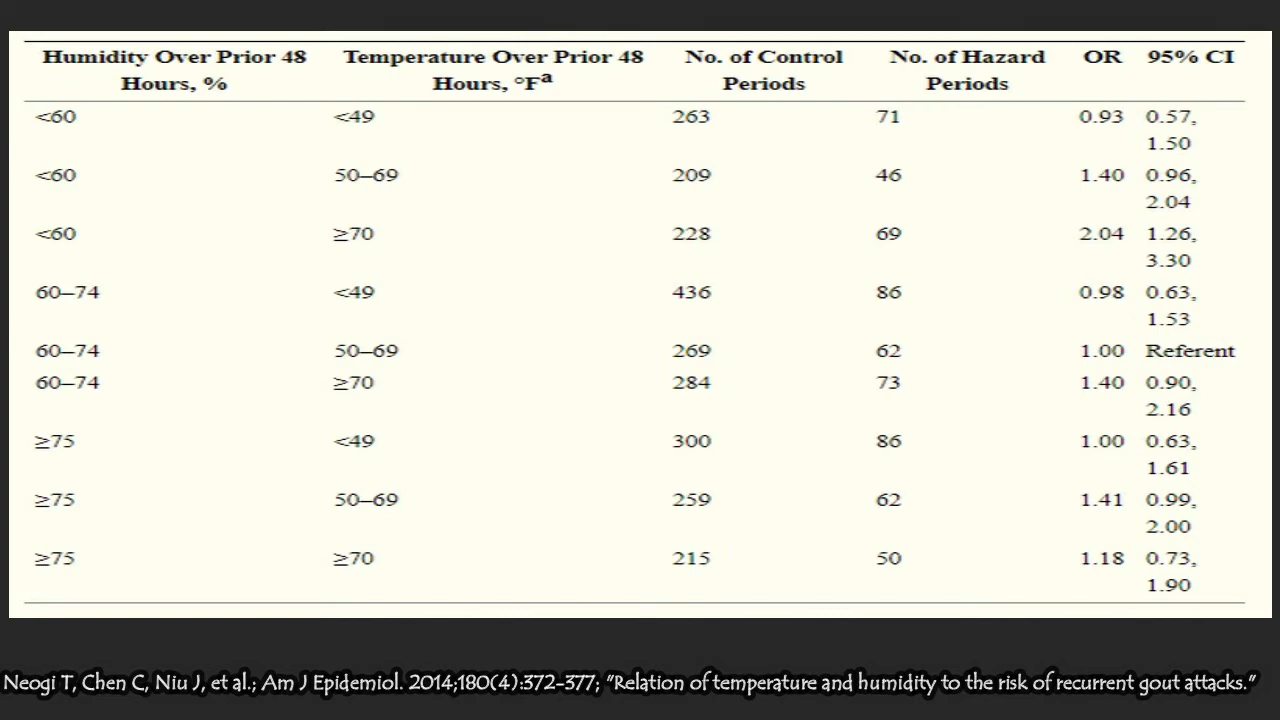 Humidity Over Prior 48 Temperature Over Prior 48 No. of Control No. of Hazard OR 95% CI
Hours, % Hours, °Fa Periods Periods
<60 <49 263 71 0.93 0.57,
1.50
<60 50–69 209 46 1.40 0.96,
2.04
<60 ≥70 228 69 2.04 1.26,
3.30
60–74 <49 436 86 0.98 0.63,
1.53
60–74 50–69 269 62 1.00 Referent
60–74 ≥70 284 73 1.40 0.90,
2.16
≥75 <49 300 86 1.00 0.63,
1.61
≥75 50–69 259 62 1.41 0.99,
2.00
≥75 ≥70 215 50 1.18 0.73,
1.90
Neogi T, Chen C, Niu J, et al.; Am J Epidemiol. 2014;180(4):372-377; "Relation of temperature and humidity to the risk of recurrent gout attacks."